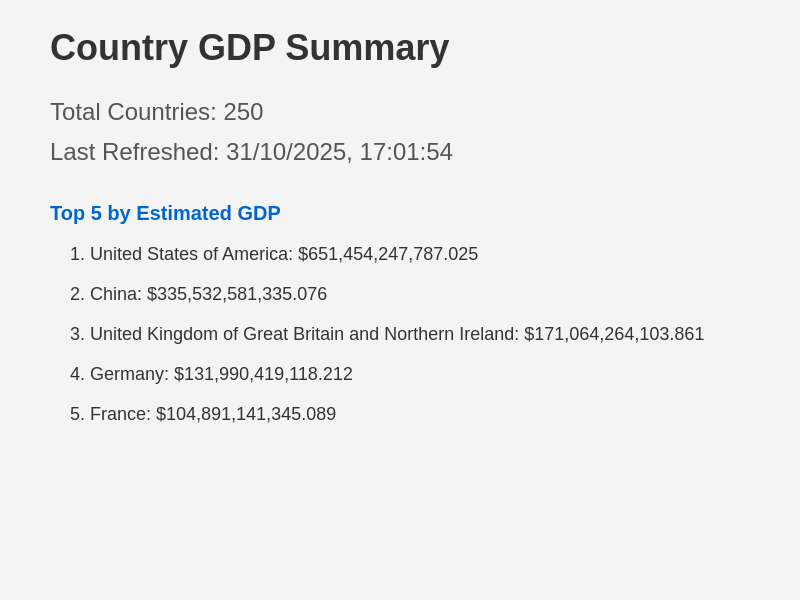 Country GDP Summary
Total Countries: 250
Last Refreshed: 31/10/2025, 17:01:54
Top 5 by Estimated GDP
1. United States of America: $651,454,247,787.025
2. China: $335,532,581,335.076
3. United Kingdom of Great Britain and Northern Ireland: $171,064,264,103.861
4. Germany: $131,990,419,118.212
5. France: $104,891,141,345.089